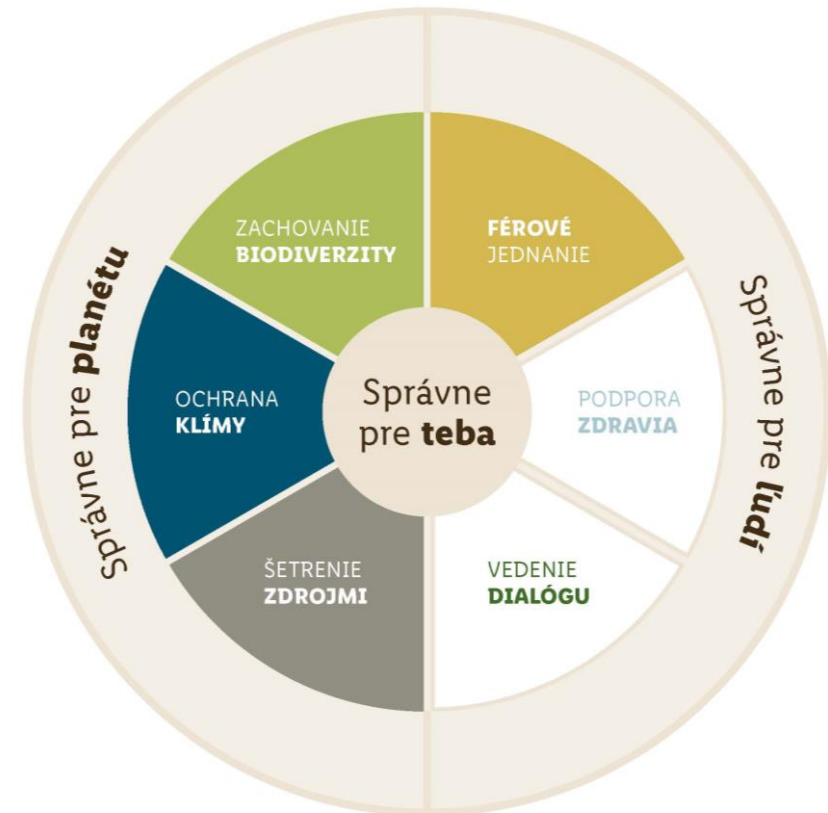 ZACHOVANIE
BIODIVERZITY
FÉROVÉ
JEDNANIE
Správne pre planétu
OCHRANA
KLÍMY
Správne
pre teba
PODPORA
ZDRAVIA
Správne pre ľudí
ŠETRENIE
ZDROJMI
VEDENIE
DIALÓGU